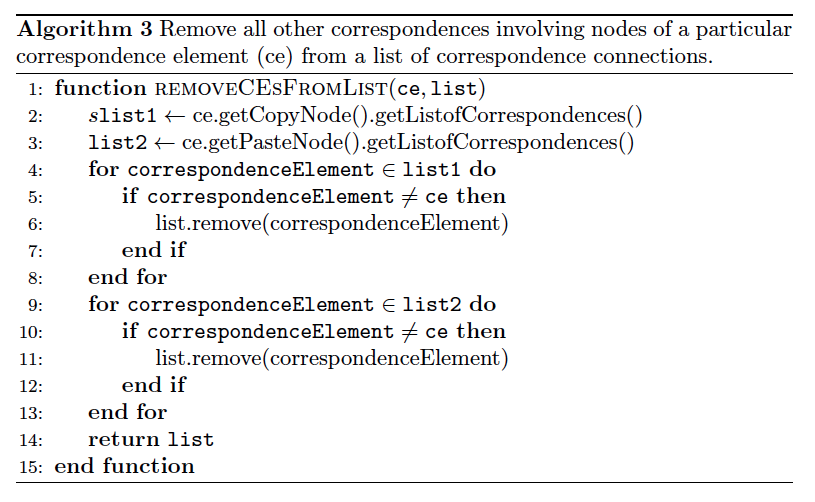 Algorithm 3 Remove all other correspondences involving nodes of a particular
correspondence element (ce) from a list of correspondence connections.
1: function REMOVECESFROMLIST(ce, list)
2: slist1 ← ce.getCopyNode().getListofCorrespondences()
3: list2 ← ce.getPasteNode().getListofCorrespondences()
4: for correspondenceElement ∈ list1 do
5: if correspondenceElement ≠ ce then
6: list.remove(correspondenceElement)
7: end if
8: end for
9: for correspondenceElement ∈ list2 do
10: if correspondenceElement ≠ ce then
11: list.remove(correspondenceElement)
12: end if
13: end for
14: return list
15: end function